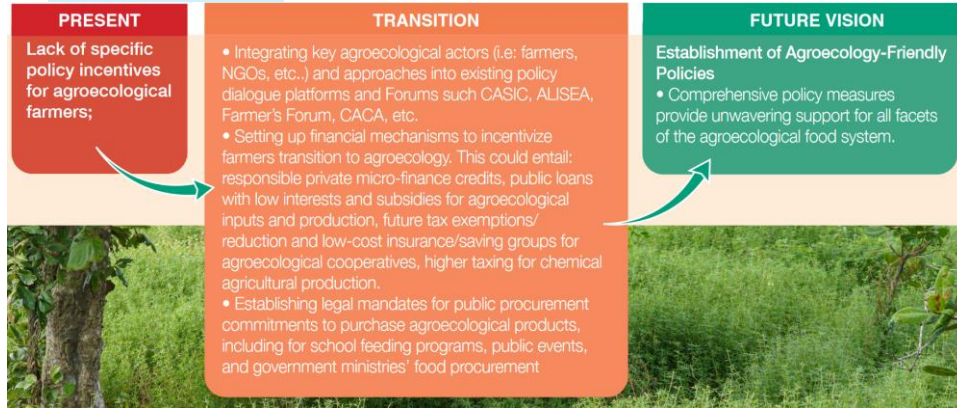 PRESENT
Lack of specific
policy incentives
for agroecological
farmers;
TRANSITION
• Integrating key agroecological actors (i.e: farmers,
NGOs, etc..) and approaches into existing policy
dialogue platforms and Forums such CASIC, ALISEA,
Farmer's Forum, CACA, etc.
• Setting up financial mechanisms to incentivize
farmers transition to agroecology. This could entail:
responsible private micro-finance credits, public loans
with low interests and subsidies for agroecological
inputs and production, future tax exemptions/
reduction and low-cost insurance/saving groups for
agroecological cooperatives, higher taxing for chemical
agricultural production.
• Establishing legal mandates for public procurement
commitments to purchase agroecological products,
including for school feeding programs, public events,
and government ministries' food procurement
FUTURE VISION
Establishment of Agroecology-Friendly
Policies
• Comprehensive policy measures
provide unwavering support for all facets
of the agroecological food system.